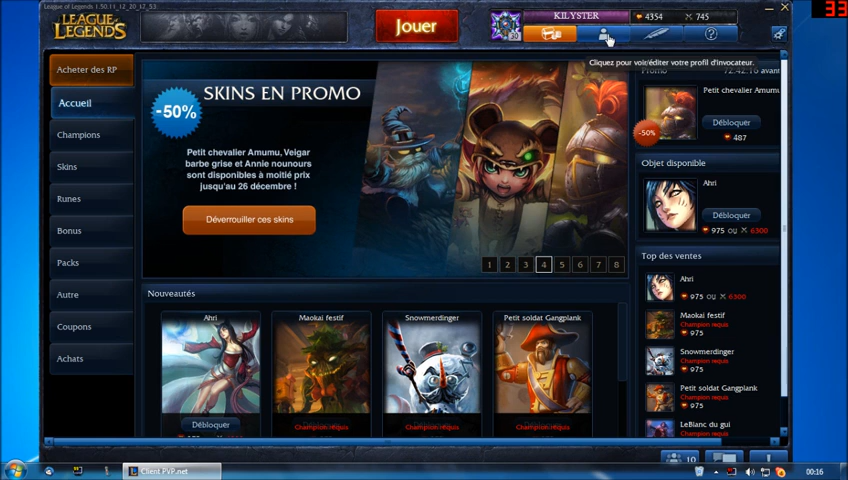 League of Legends 1.50.11_12_20_17_53
33
LEAGUE OF
LEGENDS
Jouer
30
KILYSTER
4354
745
Cliquez pour voir/éditer votre profil d'invocateur.
Acheter des RP
Accueil
Champions
Skins
Runes
Bonus
Packs
Autre
Coupons
Achats
-50%
SKINS EN PROMO
Petit chevalier Amumu, Veigar
barbe grise et Annie nounours
sont disponibles à moitié prix
jusqu'au 26 décembre !
Déverrouiller ces skins
1 2 3 4 5 6 7 8
Nouveautés
Ahri
Débloquer
Maokai festif
Champion requis
Snowmerdinger
Champion requis
Petit soldat Gangplank
Champion requis
Promo
avant
Petit chevalier Amumu
-50%
Débloquer
487
Objet disponible
Ahri
Débloquer
975 ou 6300
Top des ventes
Ahri
975 ou 6300
Maokai festif
Champion requis
975
Snowmerdinger
Champion requis
975
Petit soldat Gangplank
Champion requis
975
LeBlanc du gui
Champion requis
10
Client PVP.net
00:16